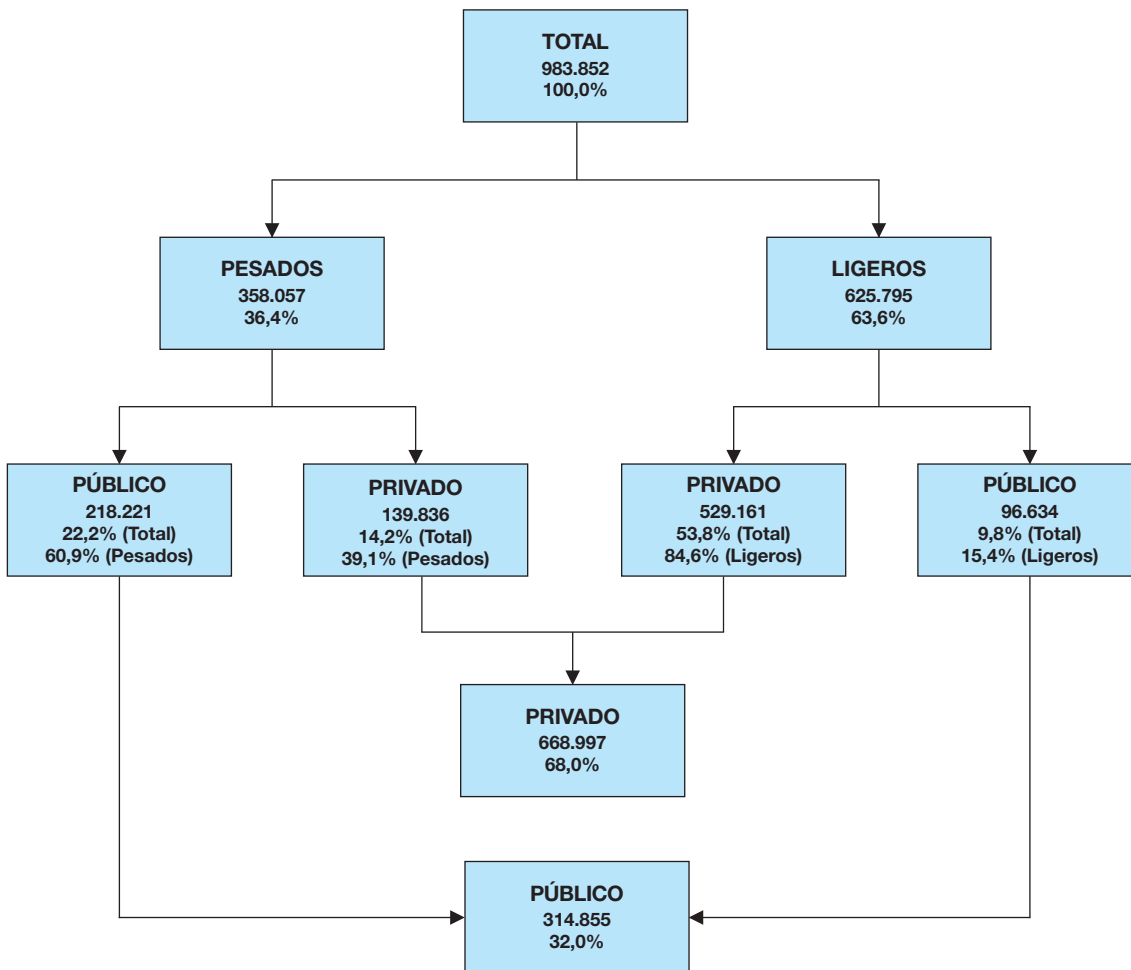 TOTAL
983.852
100,0%
PESADOS
358.057
36,4%
LIGEROS
625.795
63,6%
PÚBLICO
218.221
22,2% (Total)
60,9% (Pesados)
PRIVADO
139.836
14,2% (Total)
39,1% (Pesados)
PRIVADO
529.161
53,8% (Total)
84,6% (Ligeros)
PÚBLICO
96.634
9,8% (Total)
15,4% (Ligeros)
PRIVADO
668.997
68,0%
PÚBLICO
314.855
32,0%